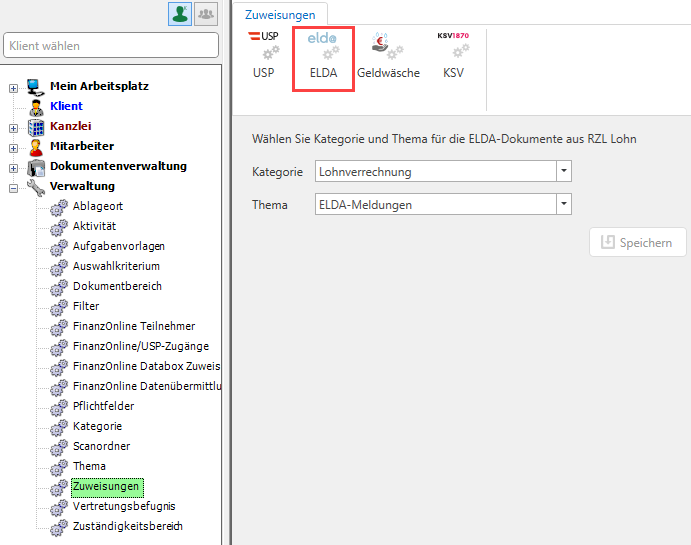 Klient wählen
Mein Arbeitsplatz
Klient
Kanzlei
Mitarbeiter
Dokumentenverwaltung
Verwaltung
Ablageort
Aktivität
Aufgabenvorlagen
Auswahlkriterium
Dokumentbereich
Filter
FinanzOnline Teilnehmer
FinanzOnline/USP-Zugänge
FinanzOnline Databox Zuweis
FinanzOnline Datenübermittlu
Pflichtfelder
Kategorie
Scanordner
Thema
Zuweisungen
Vertretungsbefugnis
Zuständigkeitsbereich
Zuweisungen
USP
elda
KSV1870
USP
ELDA
Geldwäsche
KSV
Wählen Sie Kategorie und Thema für die ELDA-Dokumente aus RZL Lohn
Kategorie
Lohnverrechnung
Thema
ELDA-Meldungen
Speichern